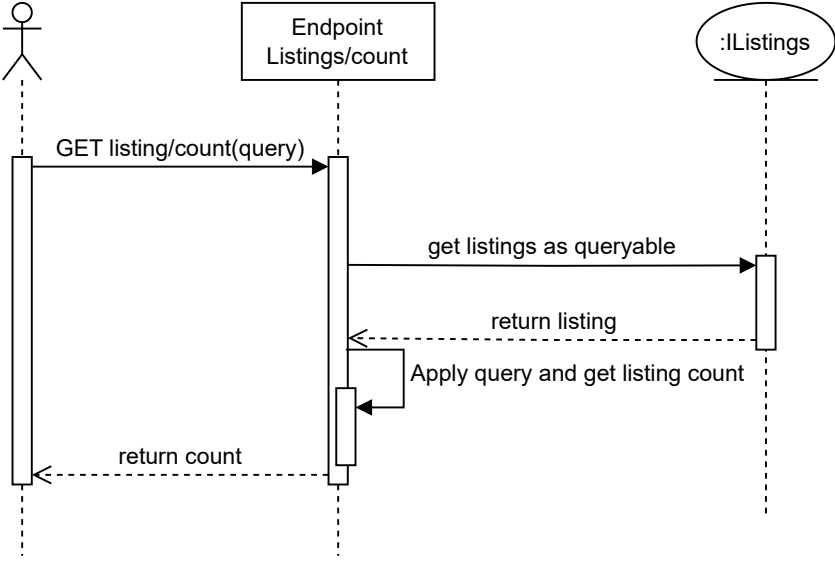 Endpoint
Listings/count
:IListings
GET listing/count(query)
get listings as queryable
return listing
Apply query and get listing count
return count